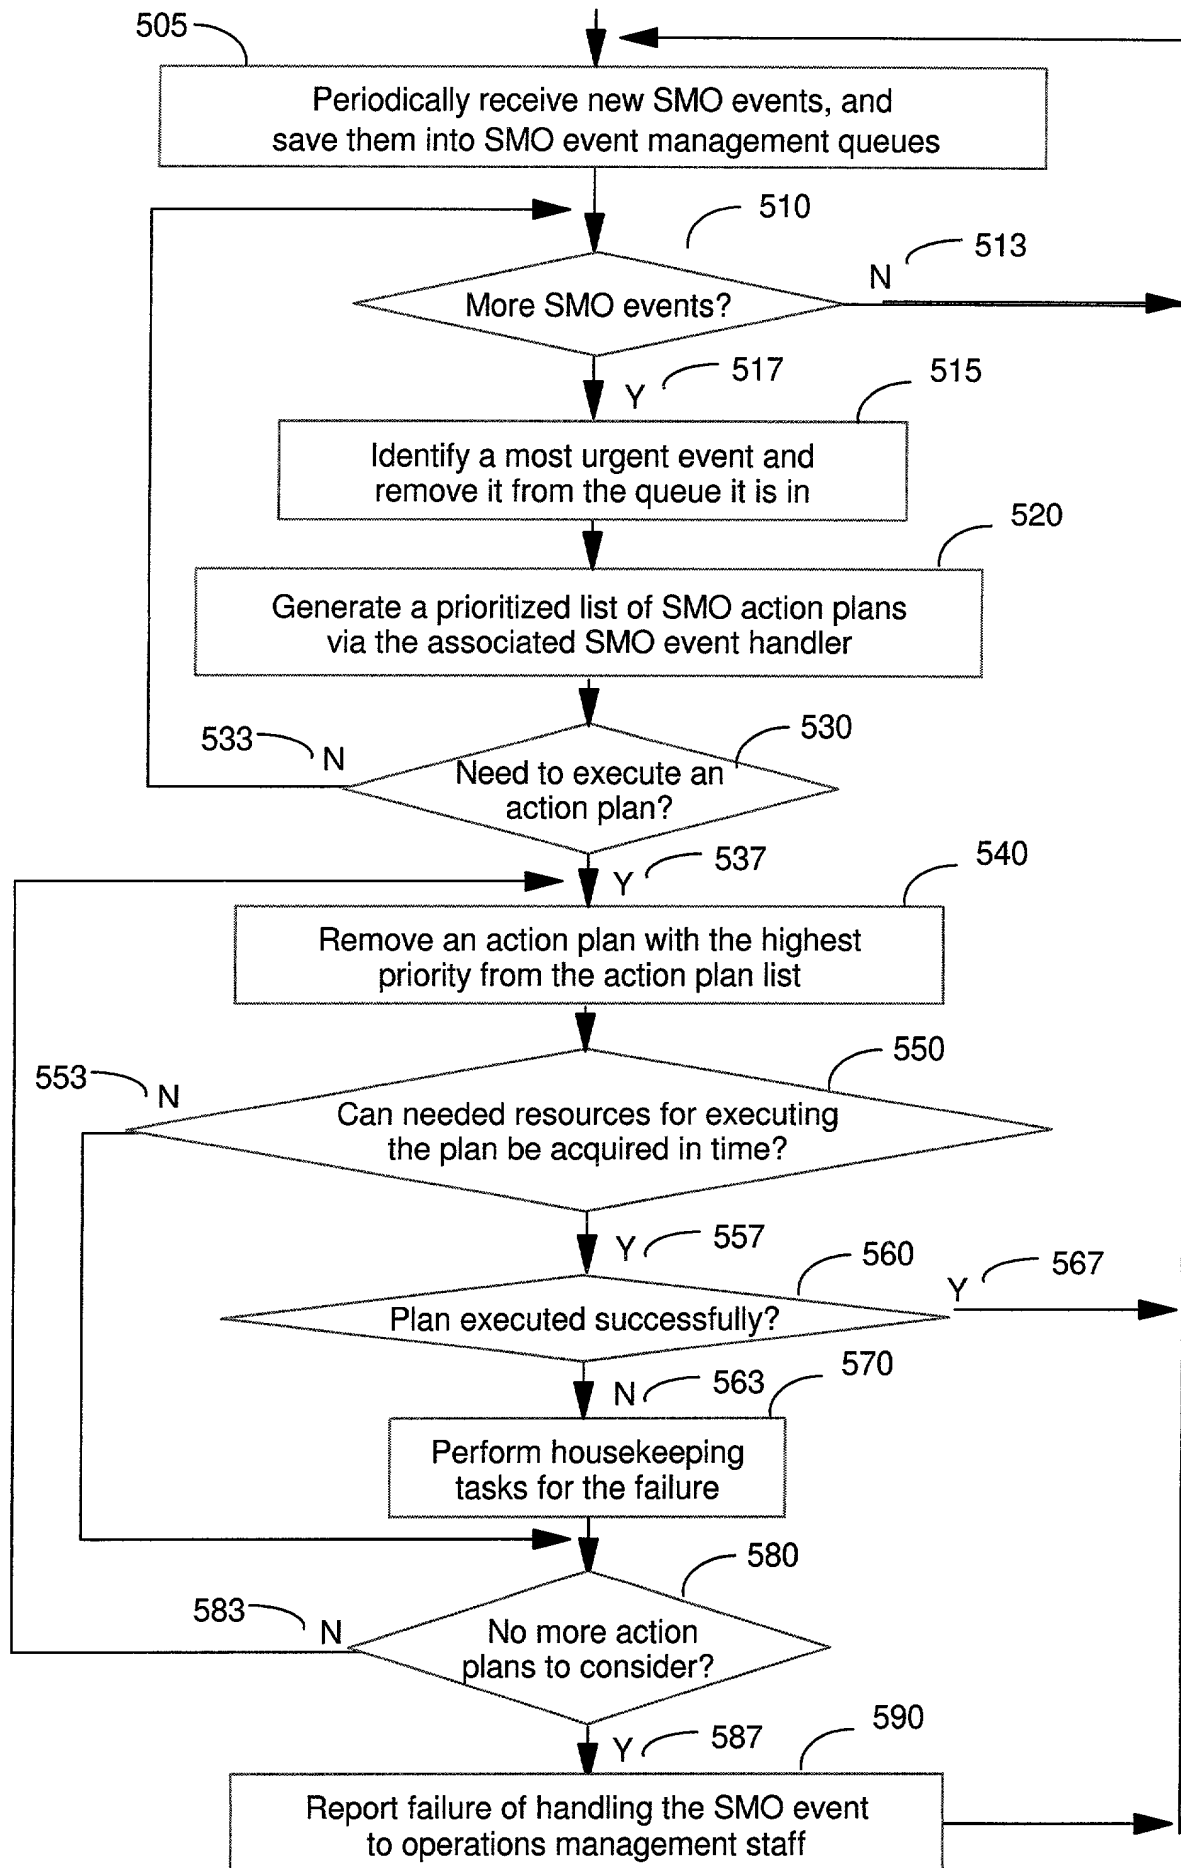 505
Periodically receive new SMO events, and
save them into SMO event management queues
510
513
N
More SMO events?
517
Y
515
Identify a most urgent event and
remove it from the queue it is in
520
Generate a prioritized list of SMO action plans
via the associated SMO event handler
530
533
N
Need to execute an
action plan?
537
Y
540
Remove an action plan with the highest
priority from the action plan list
550
553
N
Can needed resources for executing
the plan be acquired in time?
557
Y
560
567
Y
Plan executed successfully?
563
N
570
Perform housekeeping
tasks for the failure
580
583
N
No more action
plans to consider?
587
Y
590
Report failure of handling the SMO event
to operations management staff